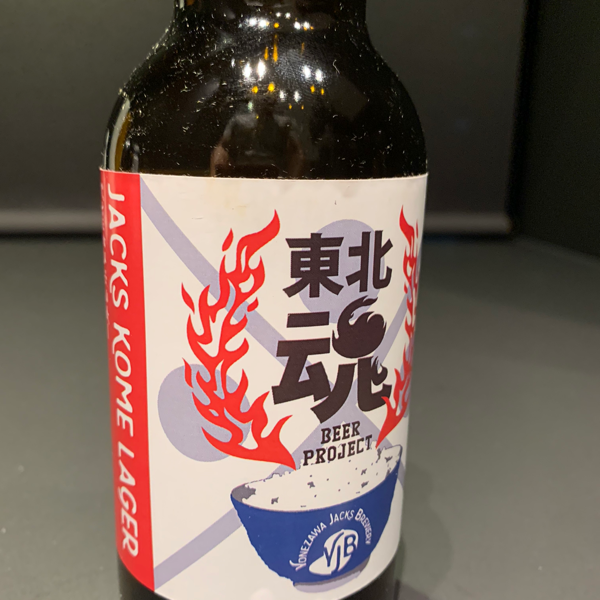 JACKS KOME LAGER
東北
魂
BEER
PROJECT
YONEZAWA JACKS BREWERY
YJB